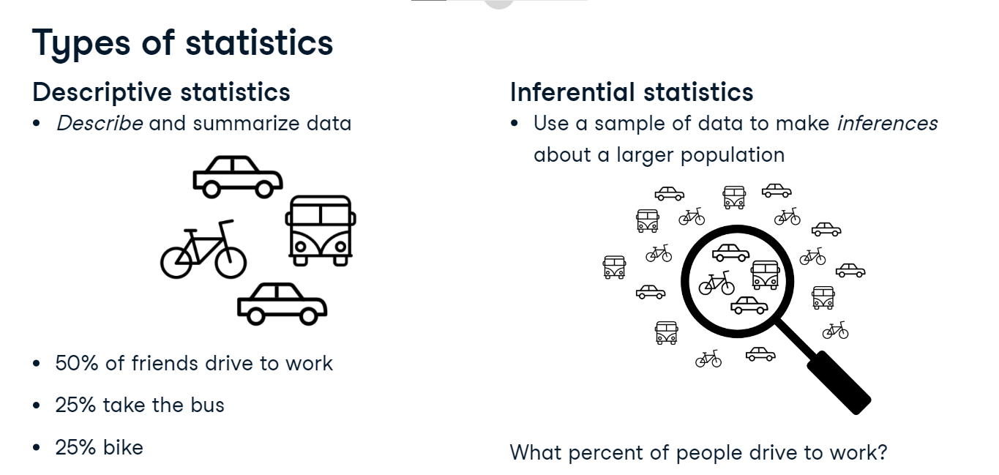 Types of statistics
Descriptive statistics
• Describe and summarize data
• 50% of friends drive to work
• 25% take the bus
• 25% bike
Inferential statistics
• Use a sample of data to make inferences
about a larger population
What percent of people drive to work?